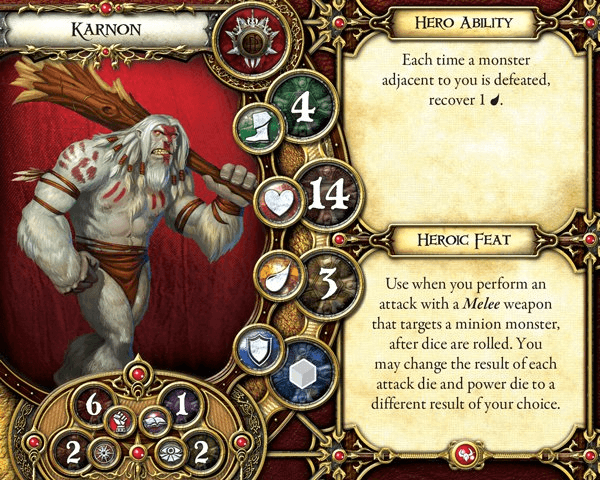 KARNON
4
14
3
6 1
2 2
HERO ABILITY
Each time a monster
adjacent to you is defeated,
recover 1 .
HEROIC FEAT
Use when you perform an
attack with a Melee weapon
that targets a minion monster,
after dice are rolled. You
may change the result of each
attack die and power die to a
different result of your choice.